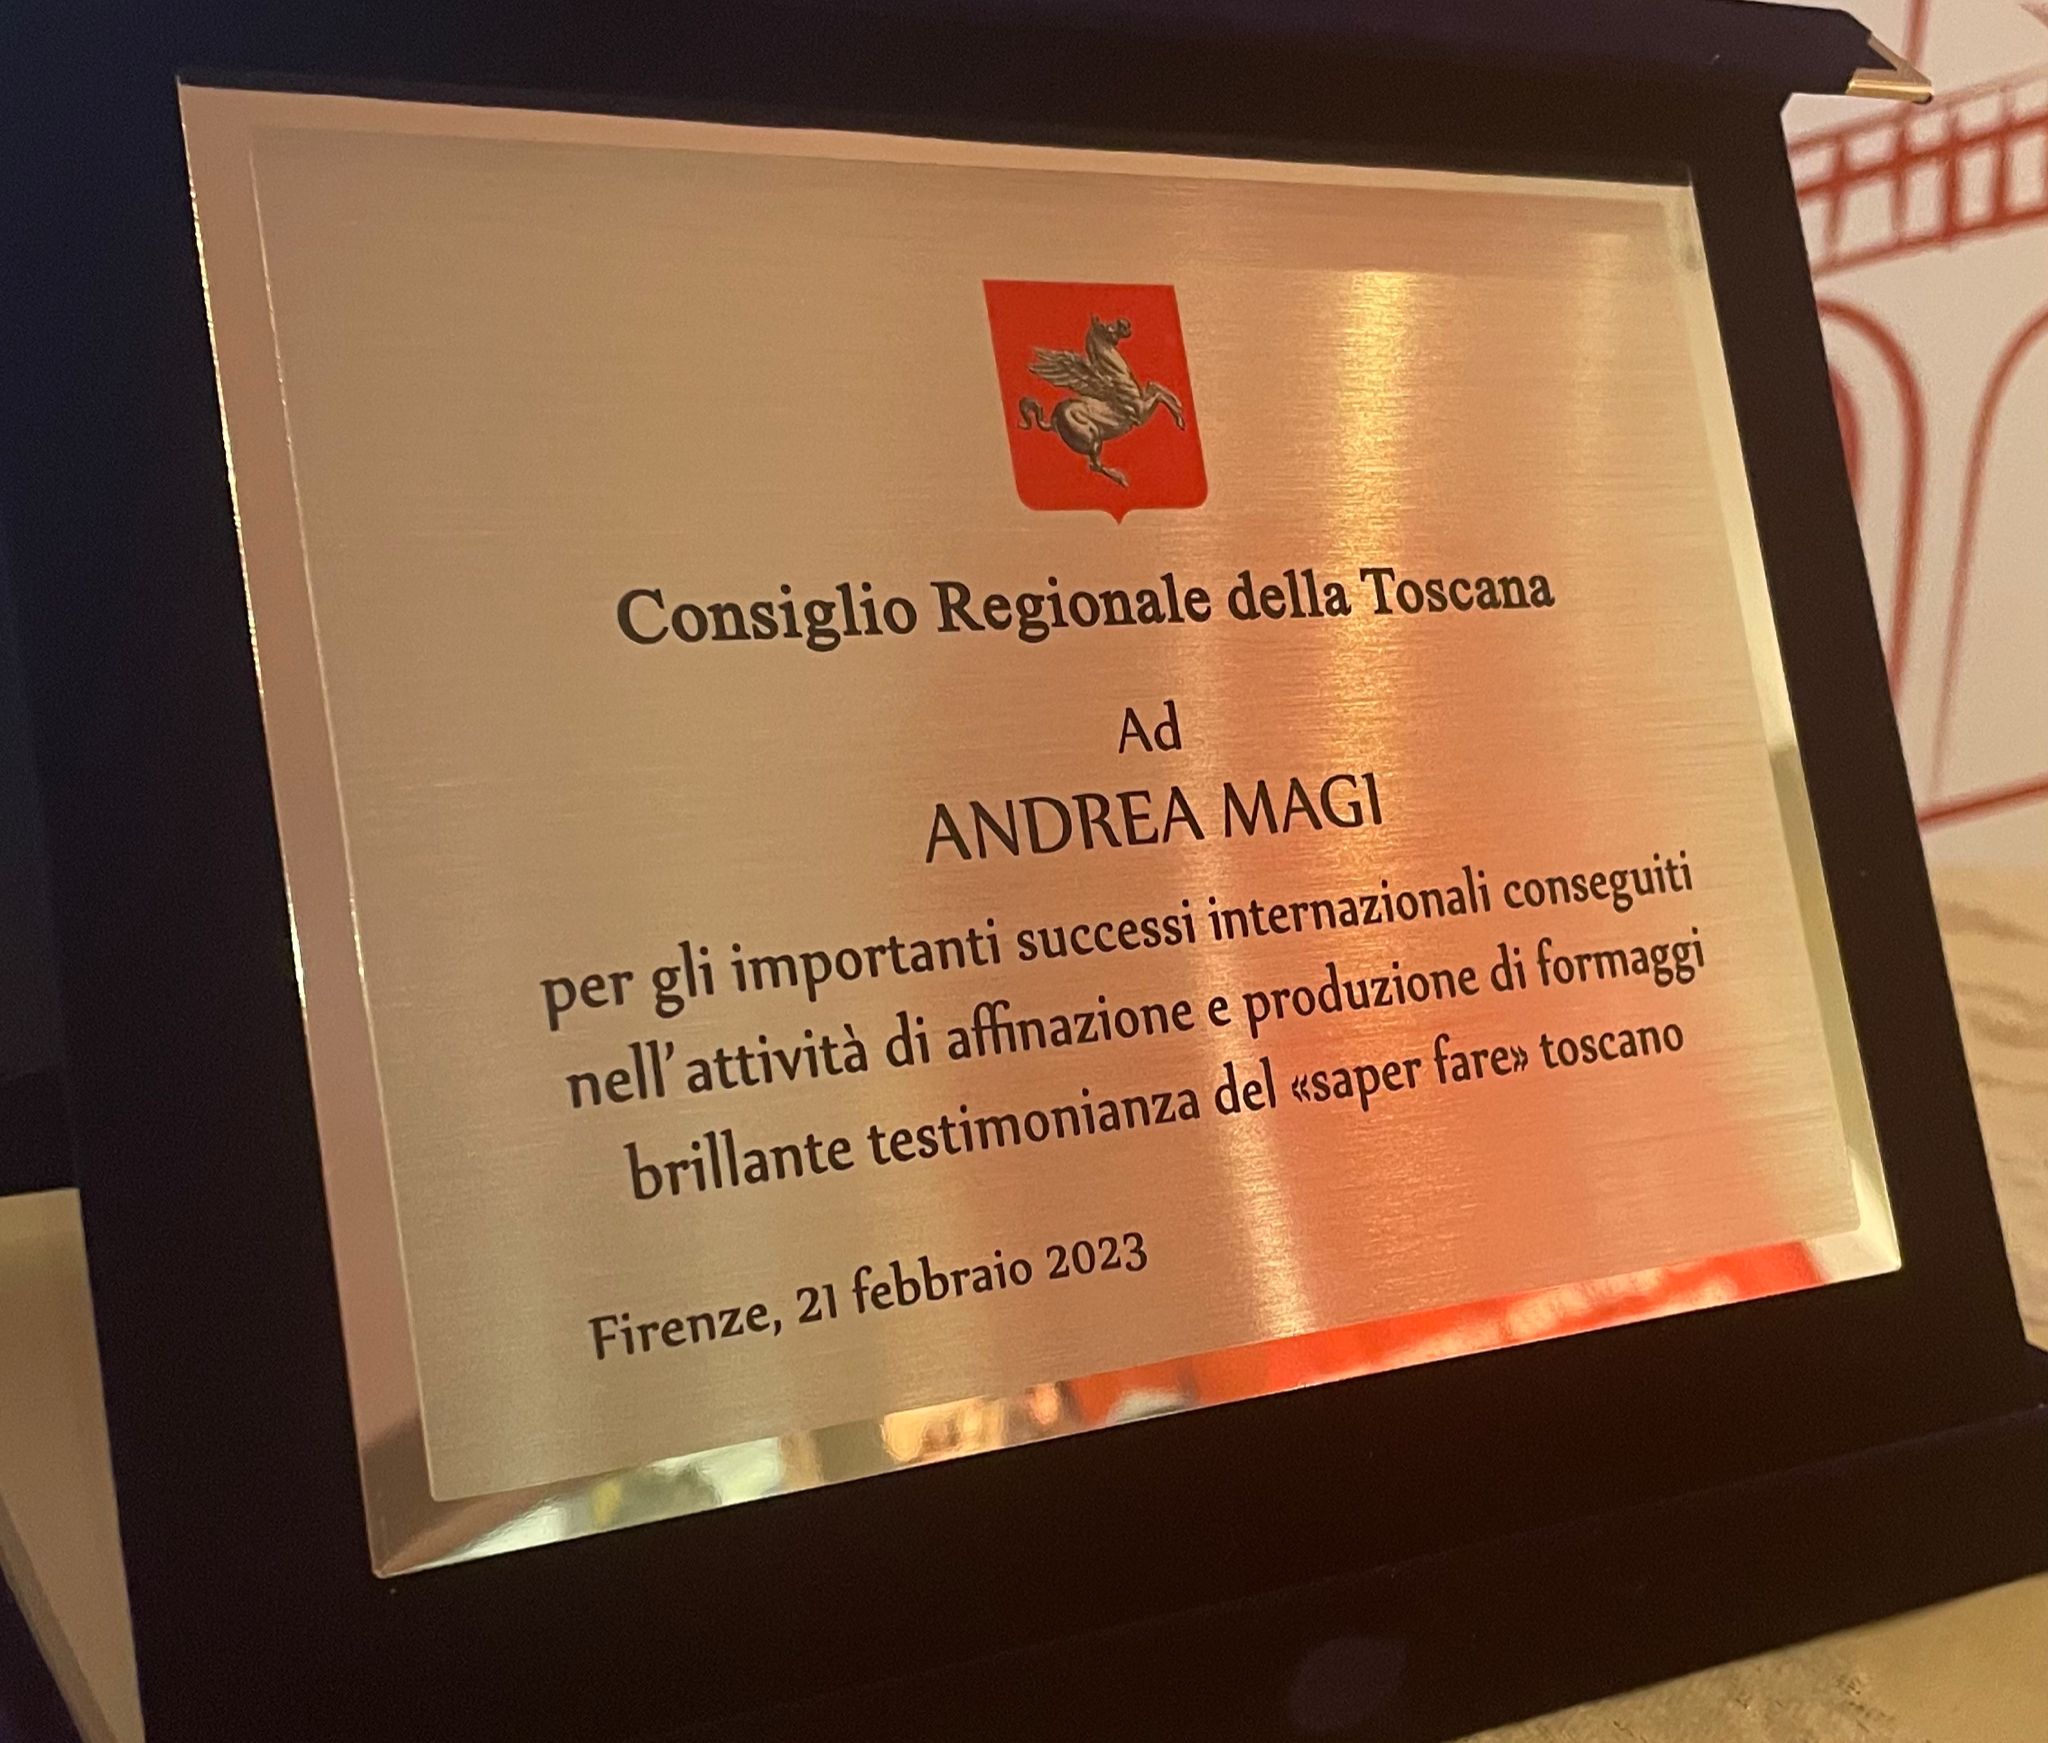 Consiglio Regionale della Toscana
Ad
ANDREA MAGI
per gli importanti successi internazionali conseguiti
nell'attività di affinazione e produzione di formaggi
brillante testimonianza del «saper fare» toscano
Firenze, 21 febbraio 2023